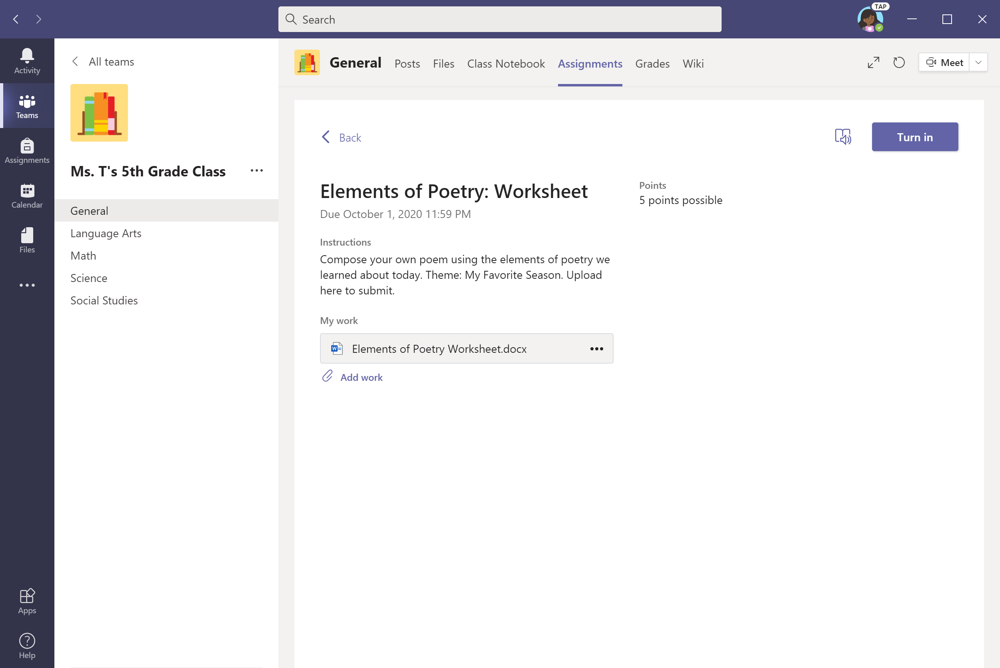 Search
TAP
Activity
Teams
Assignments
Calendar
Files
Apps
Help
All teams
Ms. T's 5th Grade Class
General
Language Arts
Math
Science
Social Studies
General Posts Files Class Notebook Assignments Grades Wiki
Meet
Back
Turn in
Elements of Poetry: Worksheet
Due October 1, 2020 11:59 PM
Instructions
Compose your own poem using the elements of poetry we
learned about today. Theme: My Favorite Season. Upload
here to submit.
My work
W
Elements of Poetry Worksheet.docx
Add work
Points
5 points possible